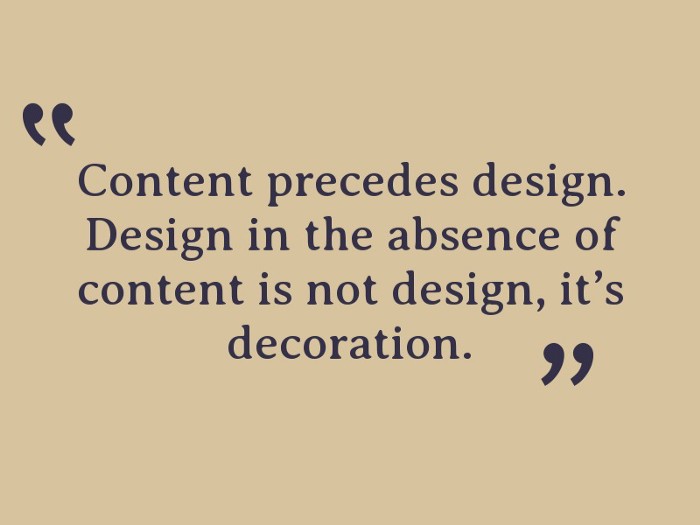 “
Content precedes design.
Design in the absence of
content is not design, it’s
decoration.
”